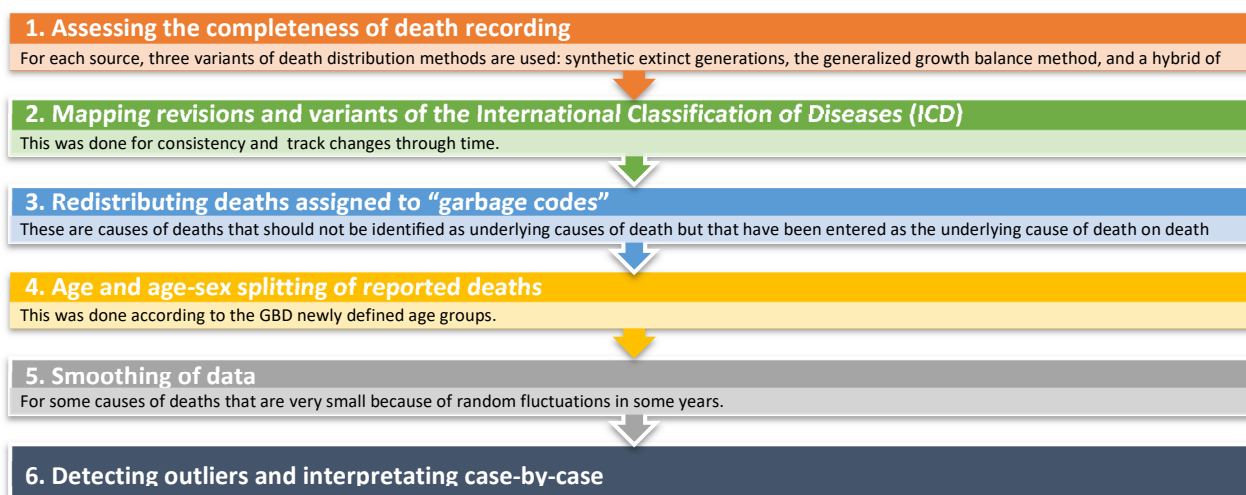 1. Assessing the completeness of death recording
For each source, three variants of death distribution methods are used: synthetic extinct generations, the generalized growth balance method, and a hybrid of
2. Mapping revisions and variants of the International Classification of Diseases (ICD)
This was done for consistency and track changes through time.
3. Redistributing deaths assigned to “garbage codes”
These are causes of deaths that should not be identified as underlying causes of death but that have been entered as the underlying cause of death on death
4. Age and age-sex splitting of reported deaths
This was done according to the GBD newly defined age groups.
5. Smoothing of data
For some causes of deaths that are very small because of random fluctuations in some years.
6. Detecting outliers and interpretating case-by-case